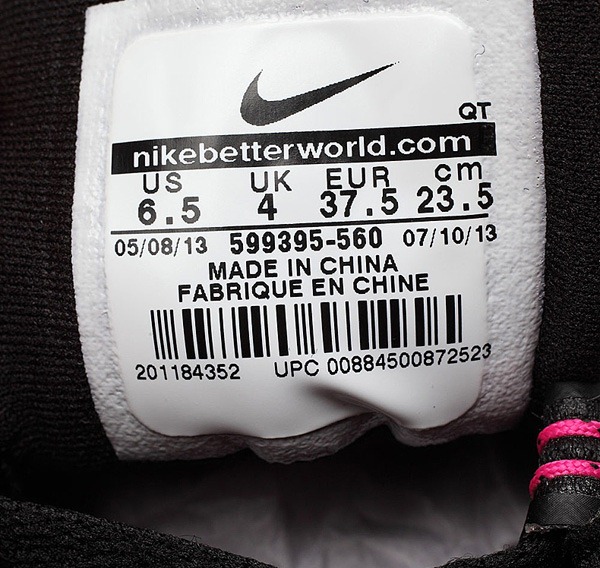 QT
nikebetterworld.com
US UK EUR cm
6.5 4 37.5 23.5
05/08/13 599395-560 07/10/13
MADE IN CHINA
FABRIQUE EN CHINE
201184352 UPC 00884500872523